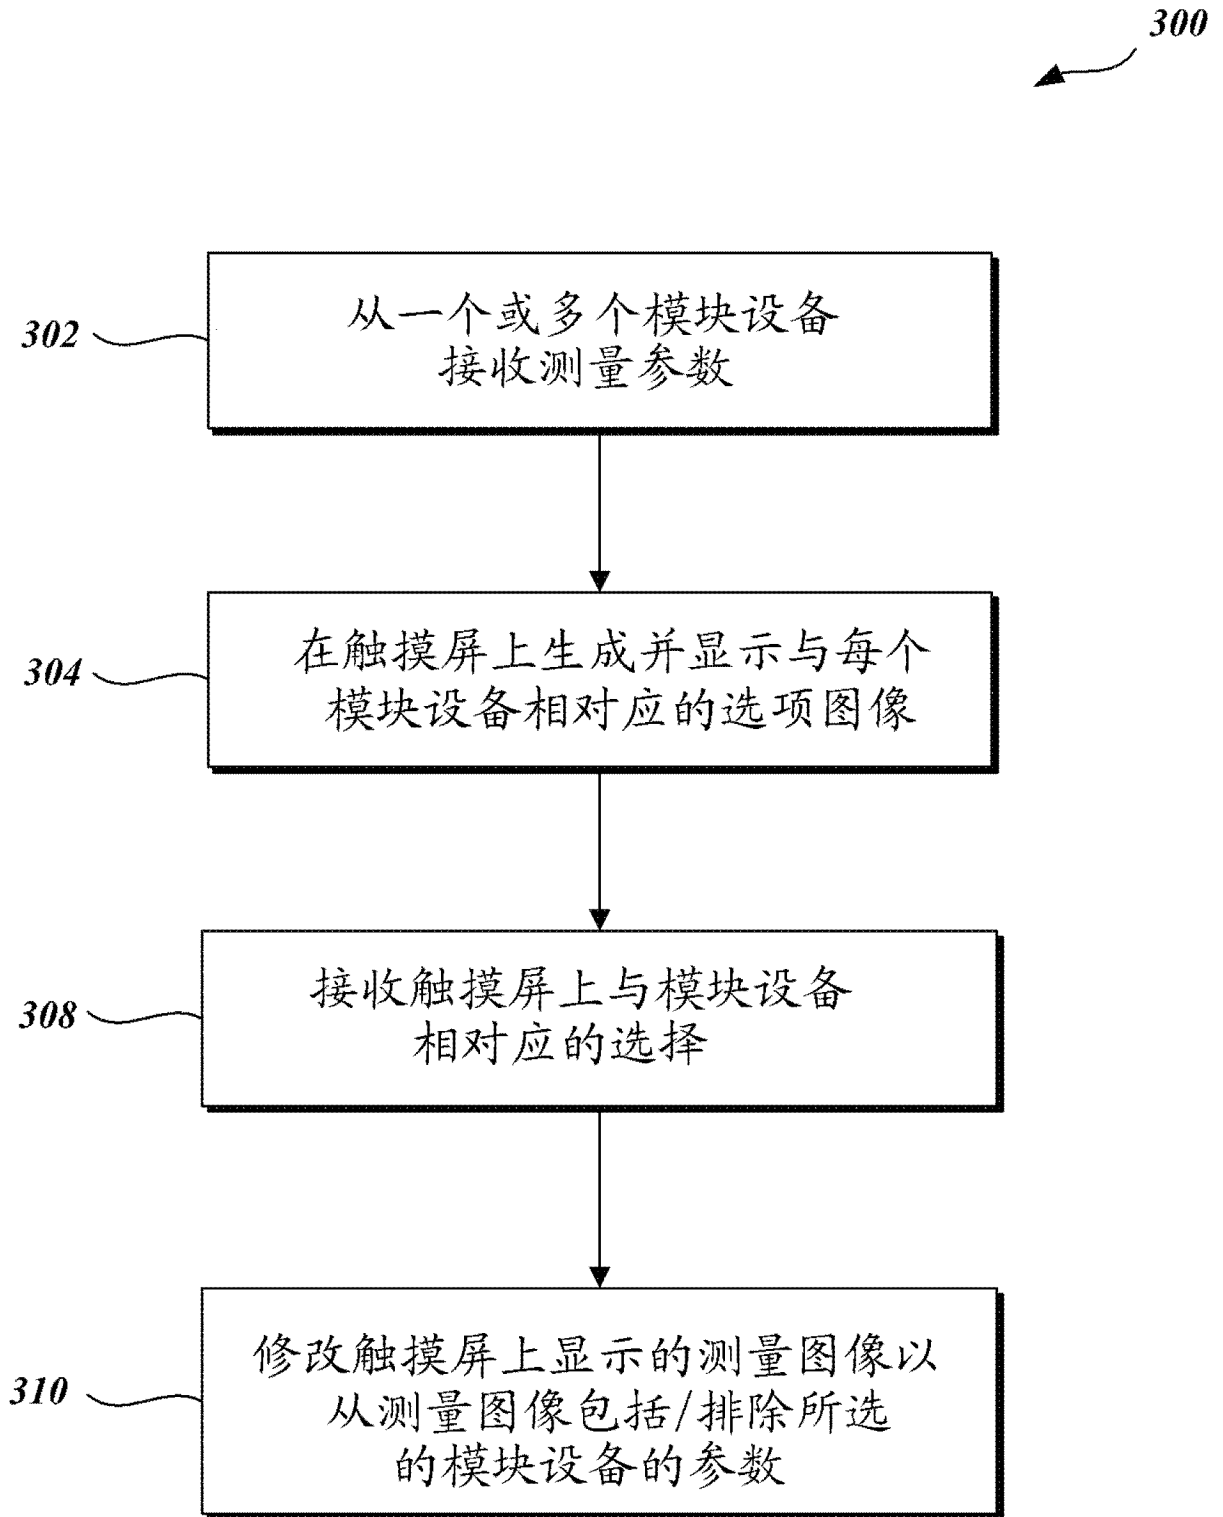 300
302
从一个或多个模块设备
接收测量参数
304
在触摸屏上生成并显示与每个
模块设备相对应的选项图像
308
接收触摸屏上与模块设备
相对应的选择
310
修改触摸屏上显示的测量图像以
从测量图像包括/排除所选
的模块设备的参数